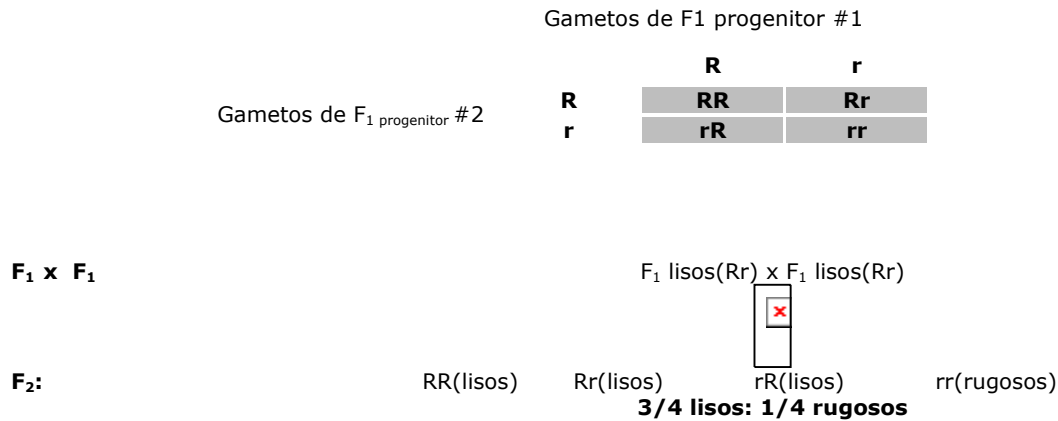 Gametos de F1 progenitor #1
R r
R RR Rr
Gametos de F1 progenitor #2
r rR rr
F1 x F1 F1 lisos(Rr) x F1 lisos(Rr)
F2: RR(lisos) Rr(lisos) rR(lisos) rr(rugosos)
3/4 lisos: 1/4 rugosos